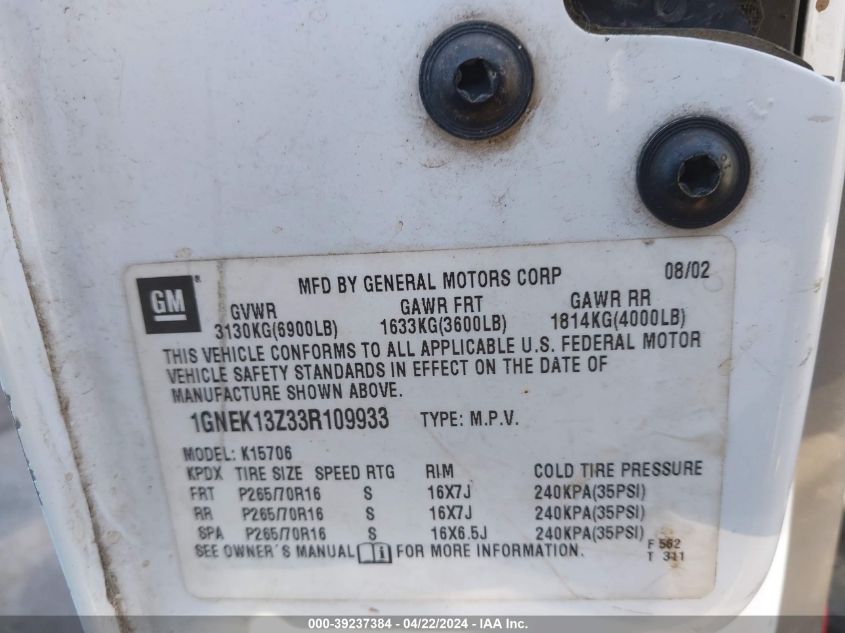 MFD BY GENERAL MOTORS CORP 08/02
GM®
GVWR GAWR FRT GAWR RR
3130KG(6900LB) 1633KG(3600LB) 1814KG(4000LB)
THIS VEHICLE CONFORMS TO ALL APPLICABLE U.S. FEDERAL MOTOR
VEHICLE SAFETY STANDARDS IN EFFECT ON THE DATE OF
MANUFACTURE SHOWN ABOVE.
1GNEK13Z33R109933 TYPE: M.P.V.
MODEL: K15706
KPDX TIRE SIZE SPEED RTG RIM COLD TIRE PRESSURE
FRT P265/70R16 S 16X7J 240KPA(35PSI)
RR P265/70R16 S 16X7J 240KPA(35PSI)
SPA P265/70R16 S 16X6.5J 240KPA(35PSI)
SEE OWNER'S MANUAL FOR MORE INFORMATION. F 562
T 311
000-39237384 - 04/22/2024 - IAA Inc.